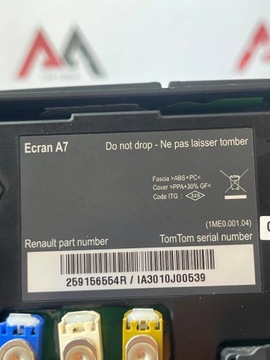 Ecran A7 Do not drop - Ne pas laisser tomber
Fascia >ABS+PC<
Cover >PPA+30% GF<
Code ITG :
(1ME0.001.04)
Renault part number TomTom serial number
259156554R / IA3010J00539